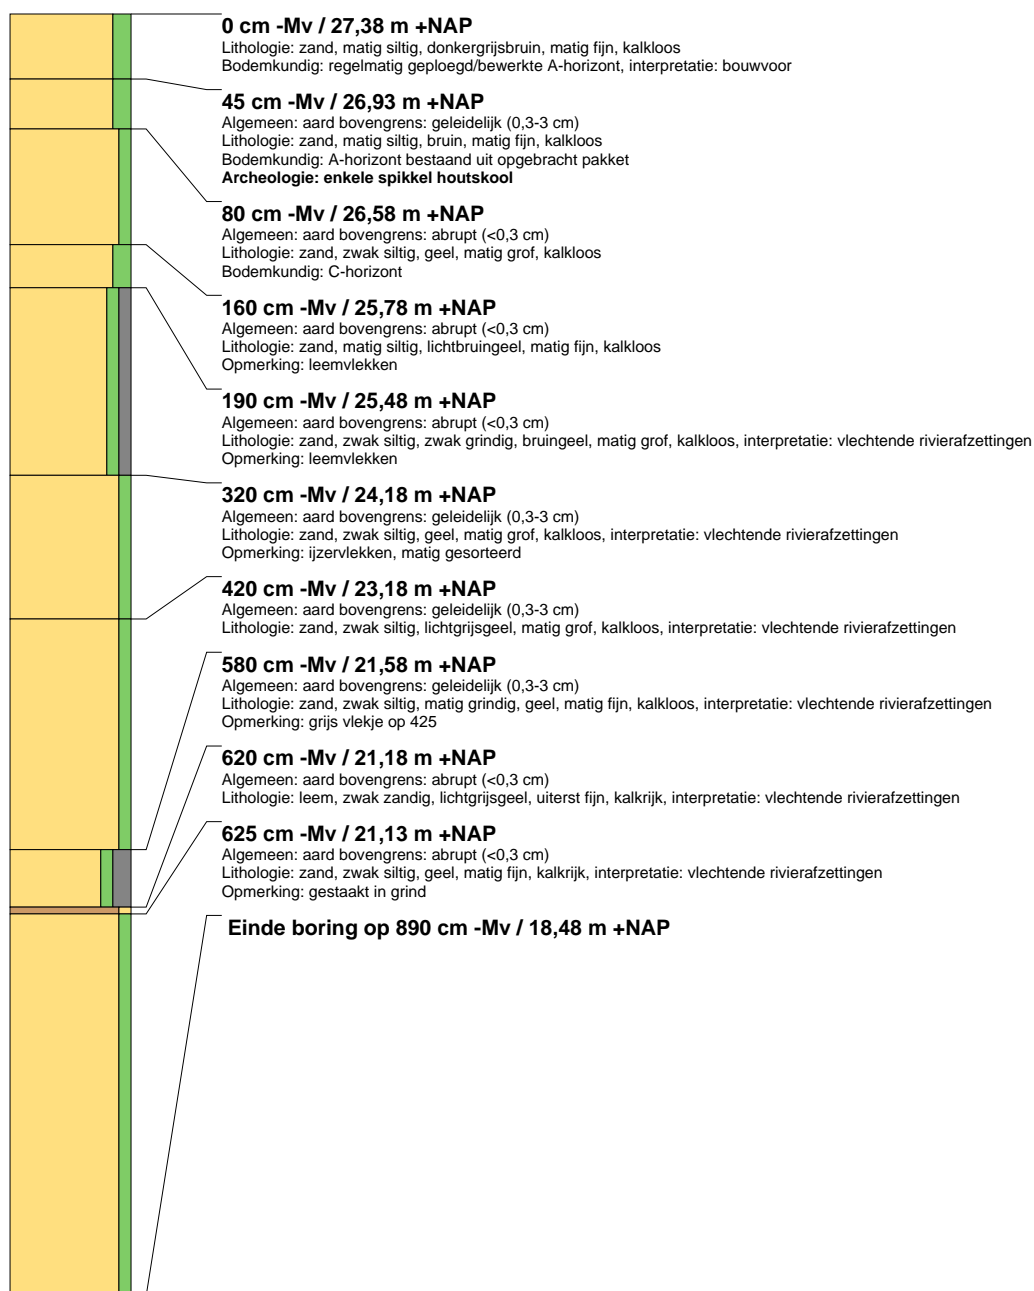 0 cm -Mv / 27,38 m +NAP
Lithologie: zand, matig siltig, donkergrijsbruin, matig fijn, kalkloos
Bodemkundig: regelmatig geploegd/bewerkte A-horizont, interpretatie: bouwvoor
45 cm -Mv / 26,93 m +NAP
Algemeen: aard bovengrens: geleidelijk (0,3-3 cm)
Lithologie: zand, matig siltig, bruin, matig fijn, kalkloos
Bodemkundig: A-horizont bestaand uit opgebracht pakket
Archeologie: enkele spikkel houtskool
80 cm -Mv / 26,58 m +NAP
Algemeen: aard bovengrens: abrupt (<0,3 cm)
Lithologie: zand, zwak siltig, geel, matig grof, kalkloos
Bodemkundig: C-horizont
160 cm -Mv / 25,78 m +NAP
Algemeen: aard bovengrens: abrupt (<0,3 cm)
Lithologie: zand, matig siltig, lichtbruingeel, matig fijn, kalkloos
Opmerking: leemvlekken
190 cm -Mv / 25,48 m +NAP
Algemeen: aard bovengrens: abrupt (<0,3 cm)
Lithologie: zand, zwak siltig, zwak grindig, bruingeel, matig grof, kalkloos, interpretatie: vlechtende rivierafzettingen
Opmerking: leemvlekken
320 cm -Mv / 24,18 m +NAP
Algemeen: aard bovengrens: geleidelijk (0,3-3 cm)
Lithologie: zand, zwak siltig, geel, matig grof, kalkloos, interpretatie: vlechtende rivierafzettingen
Opmerking: ijzervlekken, matig gesorteerd
420 cm -Mv / 23,18 m +NAP
Algemeen: aard bovengrens: geleidelijk (0,3-3 cm)
Lithologie: zand, zwak siltig, lichtgrijsgeel, matig grof, kalkloos, interpretatie: vlechtende rivierafzettingen
580 cm -Mv / 21,58 m +NAP
Algemeen: aard bovengrens: geleidelijk (0,3-3 cm)
Lithologie: zand, zwak siltig, matig grindig, geel, matig fijn, kalkloos, interpretatie: vlechtende rivierafzettingen
Opmerking: grijs vlekje op 425
620 cm -Mv / 21,18 m +NAP
Algemeen: aard bovengrens: abrupt (<0,3 cm)
Lithologie: leem, zwak zandig, lichtgrijsgeel, uiterst fijn, kalkrijk, interpretatie: vlechtende rivierafzettingen
625 cm -Mv / 21,13 m +NAP
Algemeen: aard bovengrens: abrupt (<0,3 cm)
Lithologie: zand, zwak siltig, geel, matig fijn, kalkrijk, interpretatie: vlechtende rivierafzettingen
Opmerking: gestaakt in grind
Einde boring op 890 cm -Mv / 18,48 m +NAP